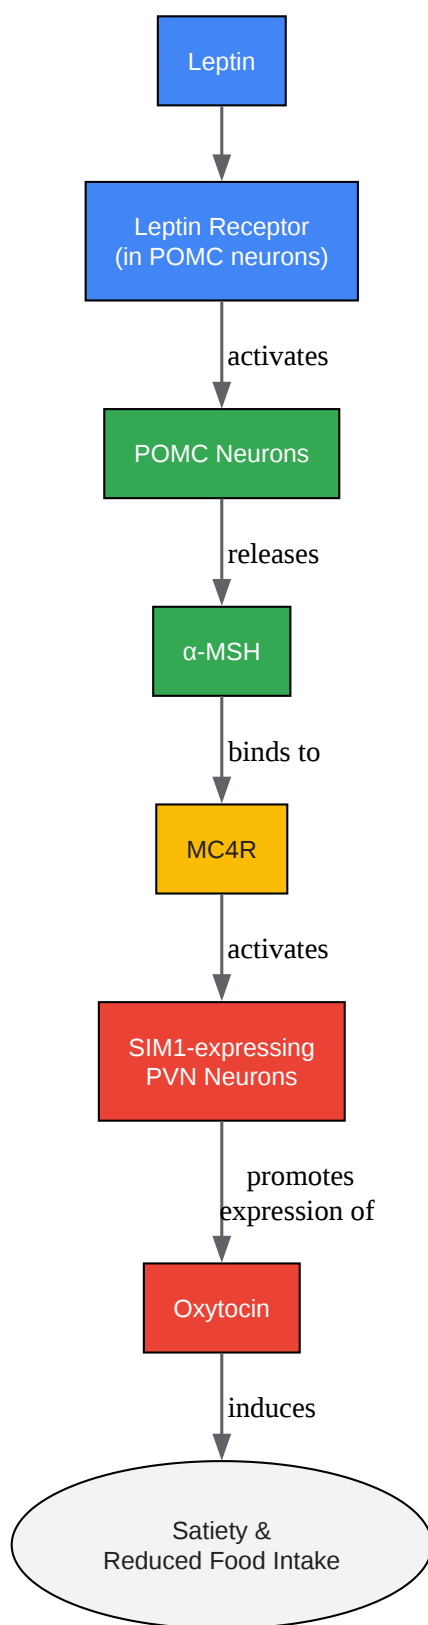 Leptin
Leptin Receptor
(in POMC neurons)
activates
POMC Neurons
releases
α-MSH
binds to
MC4R
activates
SIM1-expressing
PVN Neurons
promotes
expression of
Oxytocin
induces
Satiety &
Reduced Food Intake